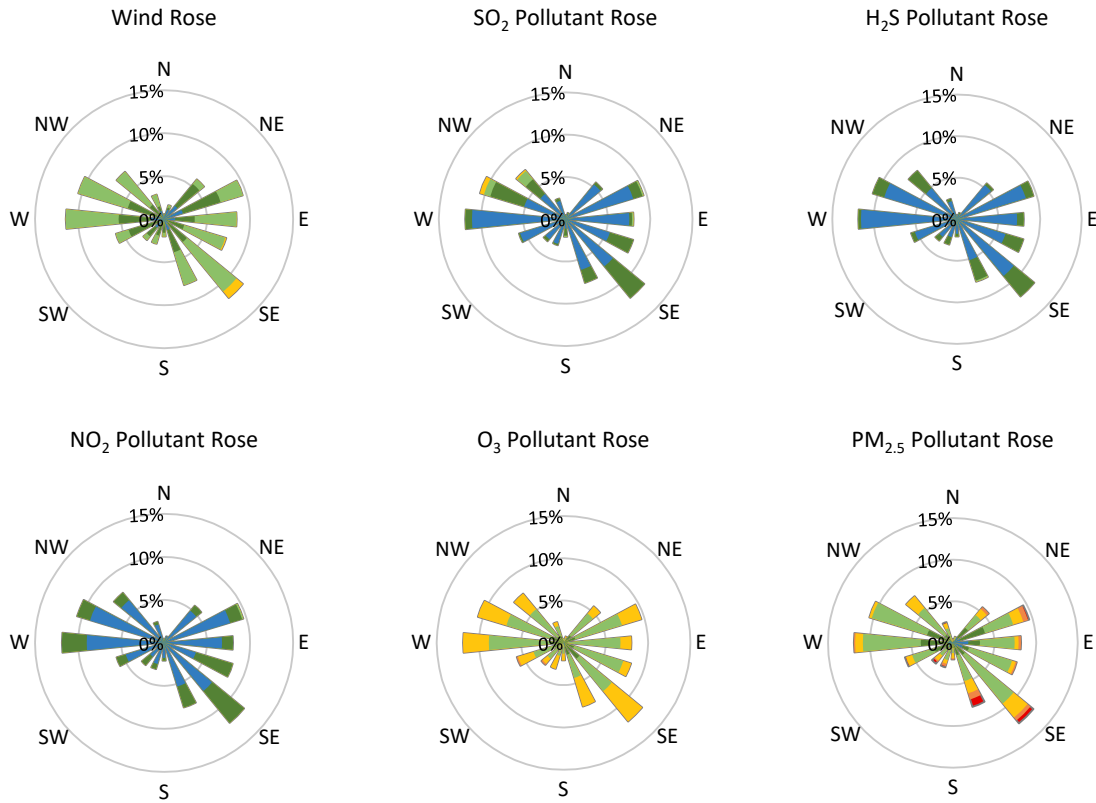 Wind Rose
N
15%
NW
NE
10%
5%
W
0%
E
SW
SE
S
SO₂ Pollutant Rose
N
15%
NW
NE
10%
5%
W
0%
E
SW
SE
S
H₂S Pollutant Rose
N
15%
NW
NE
10%
5%
W
0%
E
SW
SE
S
NO₂ Pollutant Rose
N
15%
NW
NE
10%
5%
W
0%
E
SW
SE
S
O₃ Pollutant Rose
N
15%
NW
NE
10%
5%
W
0%
E
SW
SE
S
PM₂.₅ Pollutant Rose
N
15%
NW
NE
10%
5%
W
0%
E
SW
SE
S